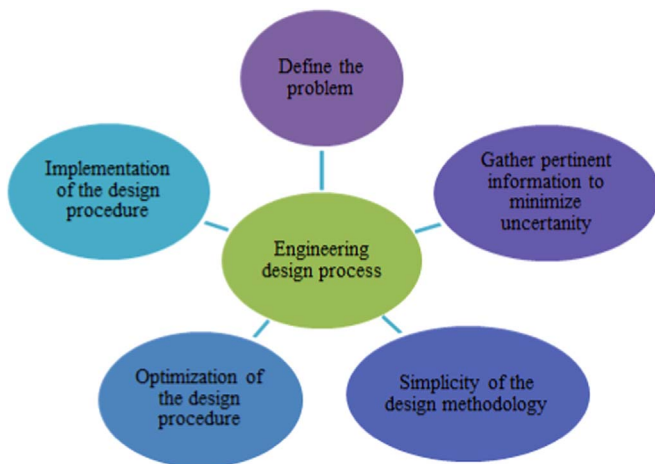 Define the
problem
Gather pertinent
information to
minimize
uncertanity
Simplicity of the
design methodology
Optimization of
the design
procedure
Implementation
of the design
procedure
Engineering
design process